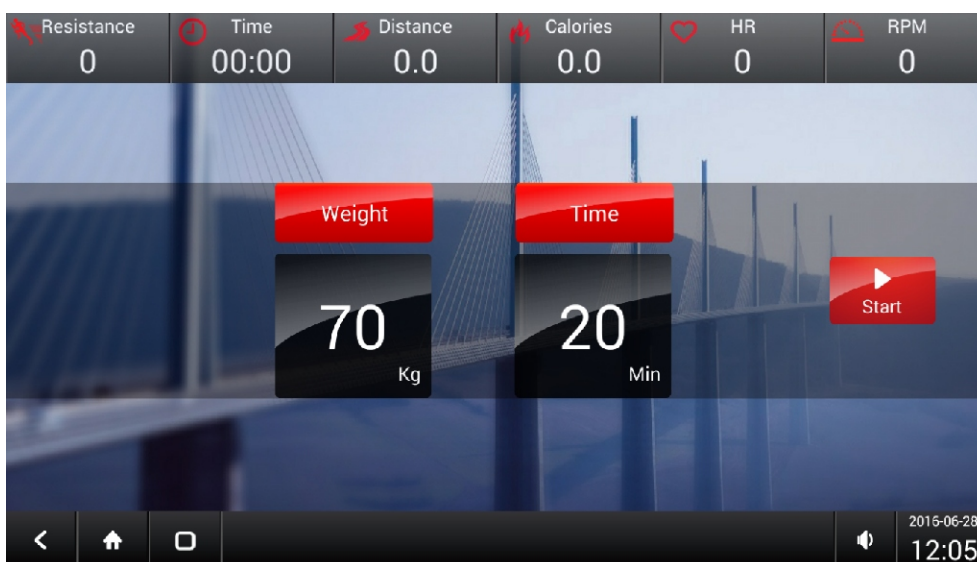 Resistance
0
Time
00:00
Distance
0.0
Calories
0.0
HR
0
RPM
0
Weight
70
Kg
Time
20
Min
Start
2016-06-28
12:05